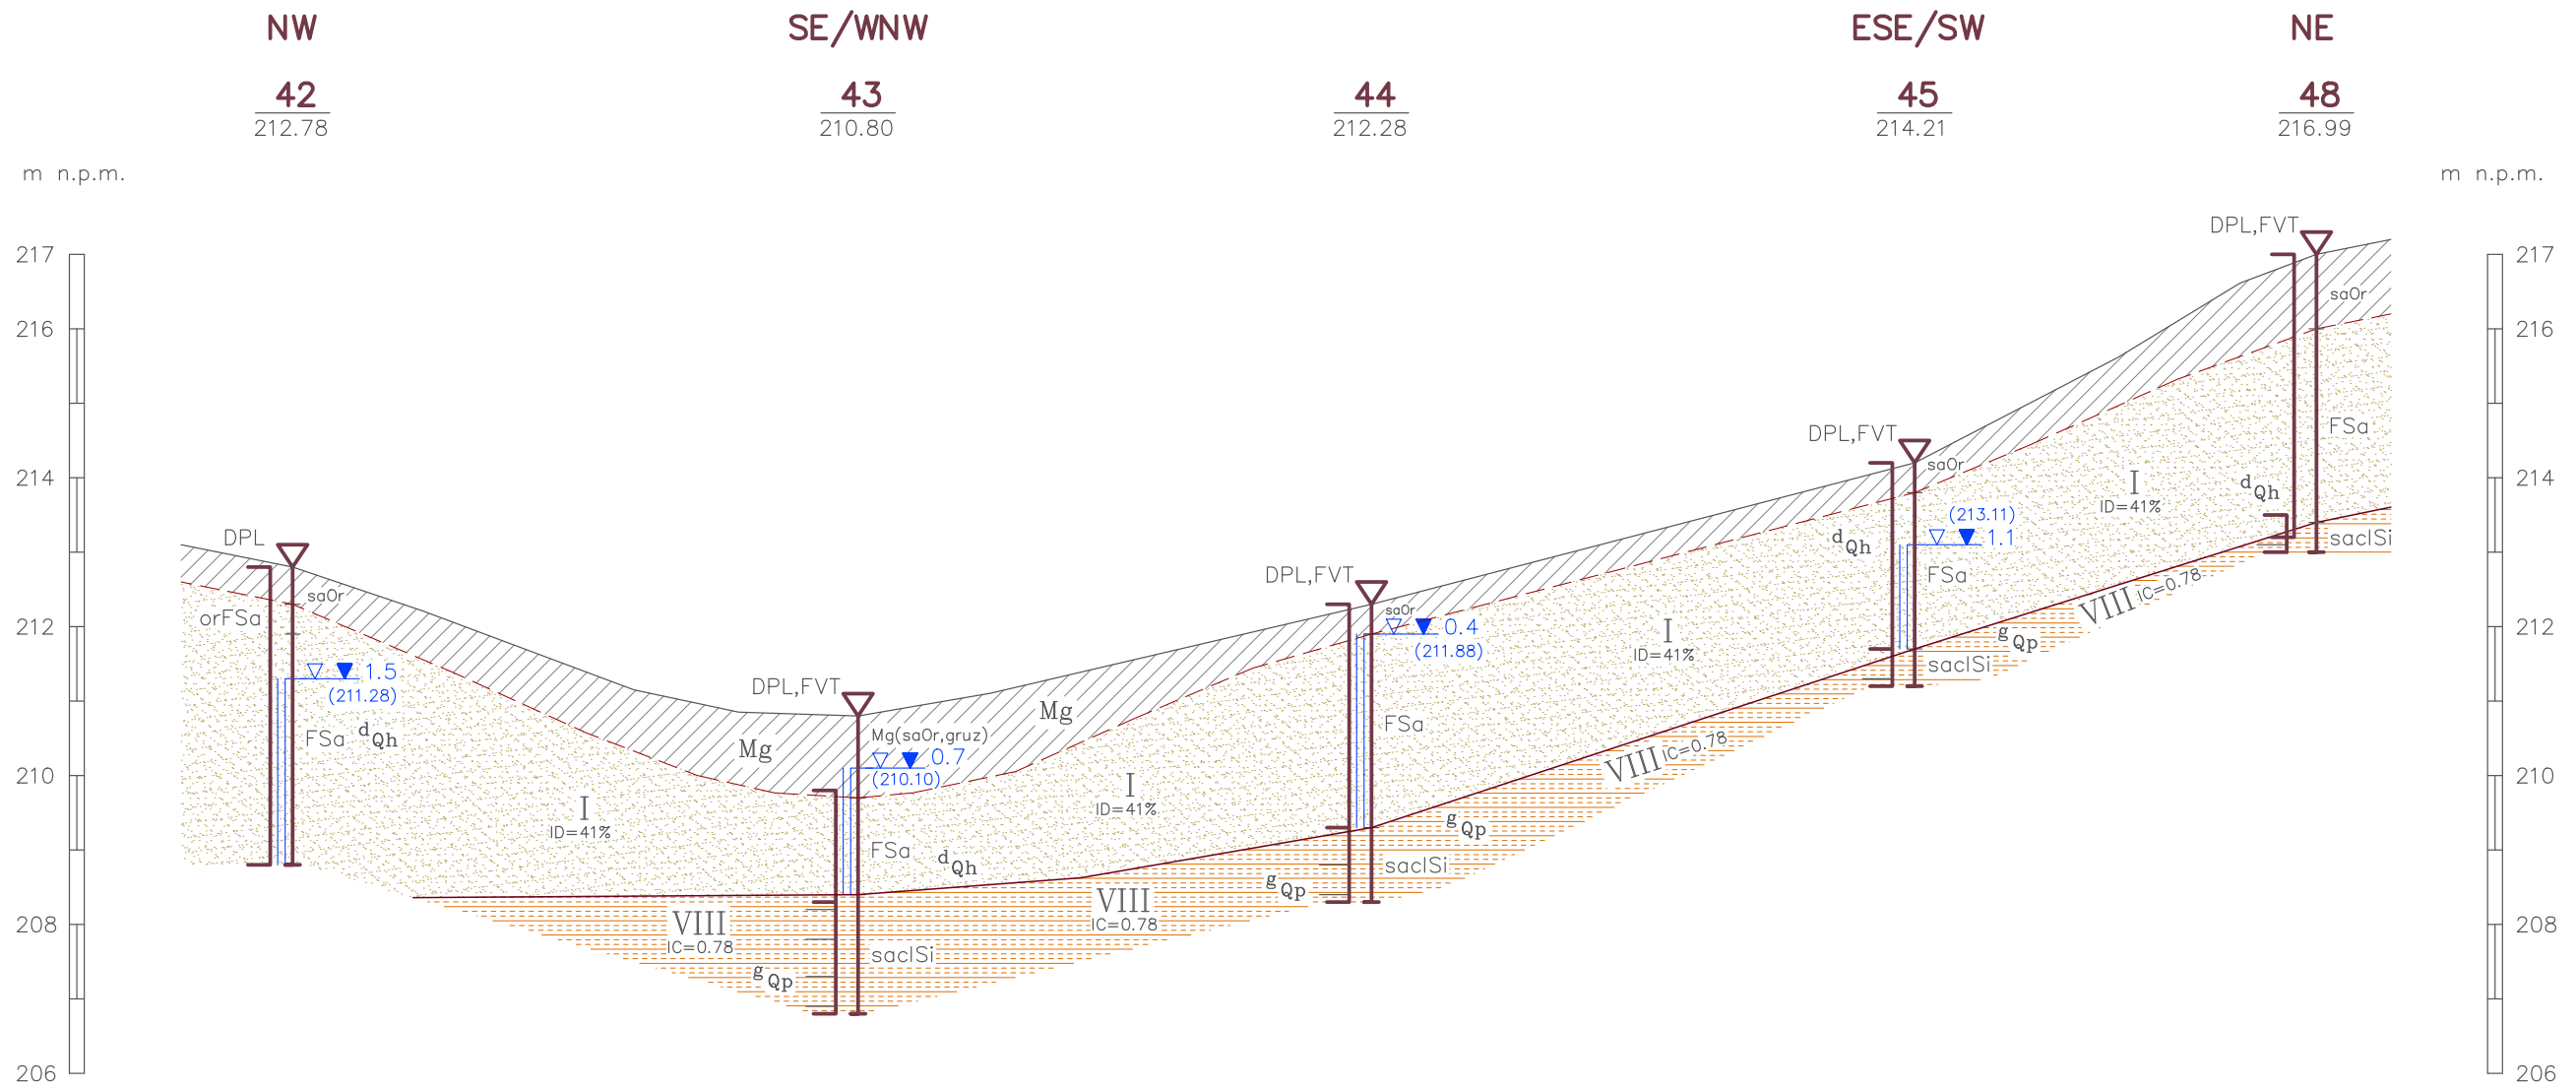 NW SE/WNW ESE/SW NE
42 43 44 45 48
212.78 210.80 212.28 214.21 216.99
m n.p.m. m n.p.m.
DPL,FVT
217 217
saOr
216 216
FSa
DPL,FVT
saOr
214 214
I
ID=41%
dQh
(213.11)
1.1
DPL
dQh
saclSi
DPL,FVT
FSa
VIII IC=0.78
saOr
orFSa
saOr
212 212
0.4
(211.88)
I
ID=41%
gQp
saclSi
1.5
(211.28)
DPL,FVT
Mg
FSa dQh
Mg(saOr,gruz)
FSa
Mg
0.7
(210.10)
VIII IC=0.78
210 210
I
ID=41%
I
ID=41%
gQp
FSa
dQh
saclSi
gQp
VIII
IC=0.78
VIII
IC=0.78
208 208
saclSi
gQp
206 206